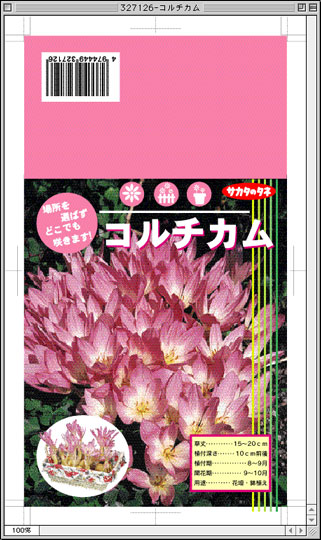 327126-コルチカム
4 974449 327126
サカタのタネ
場所を
選ばず
どこでも
咲きます!
コルチカム
草丈………15~20cm
植付深さ……10cm前後
植付期…………8~9月
開花期…………9~10月
用途………花壇・鉢植え
100%